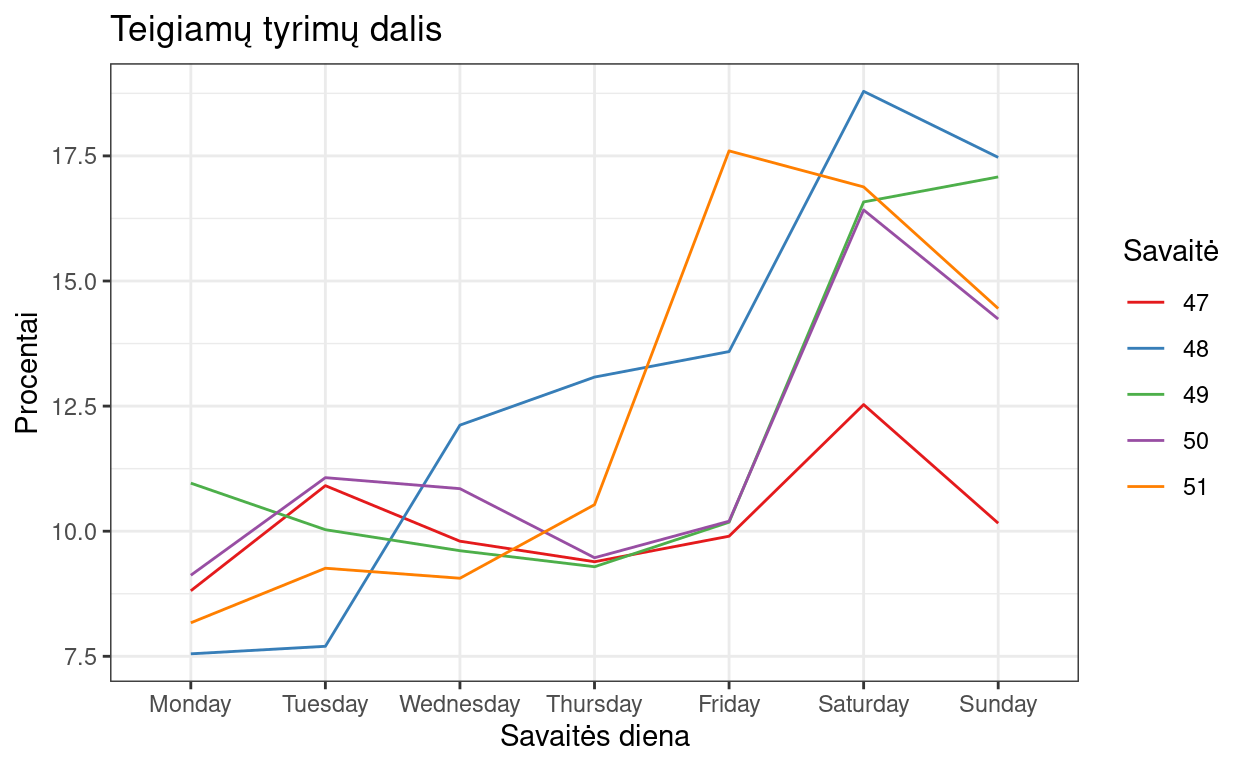 Teigiamų tyrimų dalis
Procentai
17.5
15.0
12.5
10.0
7.5
Monday Tuesday Wednesday Thursday Friday Saturday Sunday
Savaitės diena
Savaitė
47
48
49
50
51